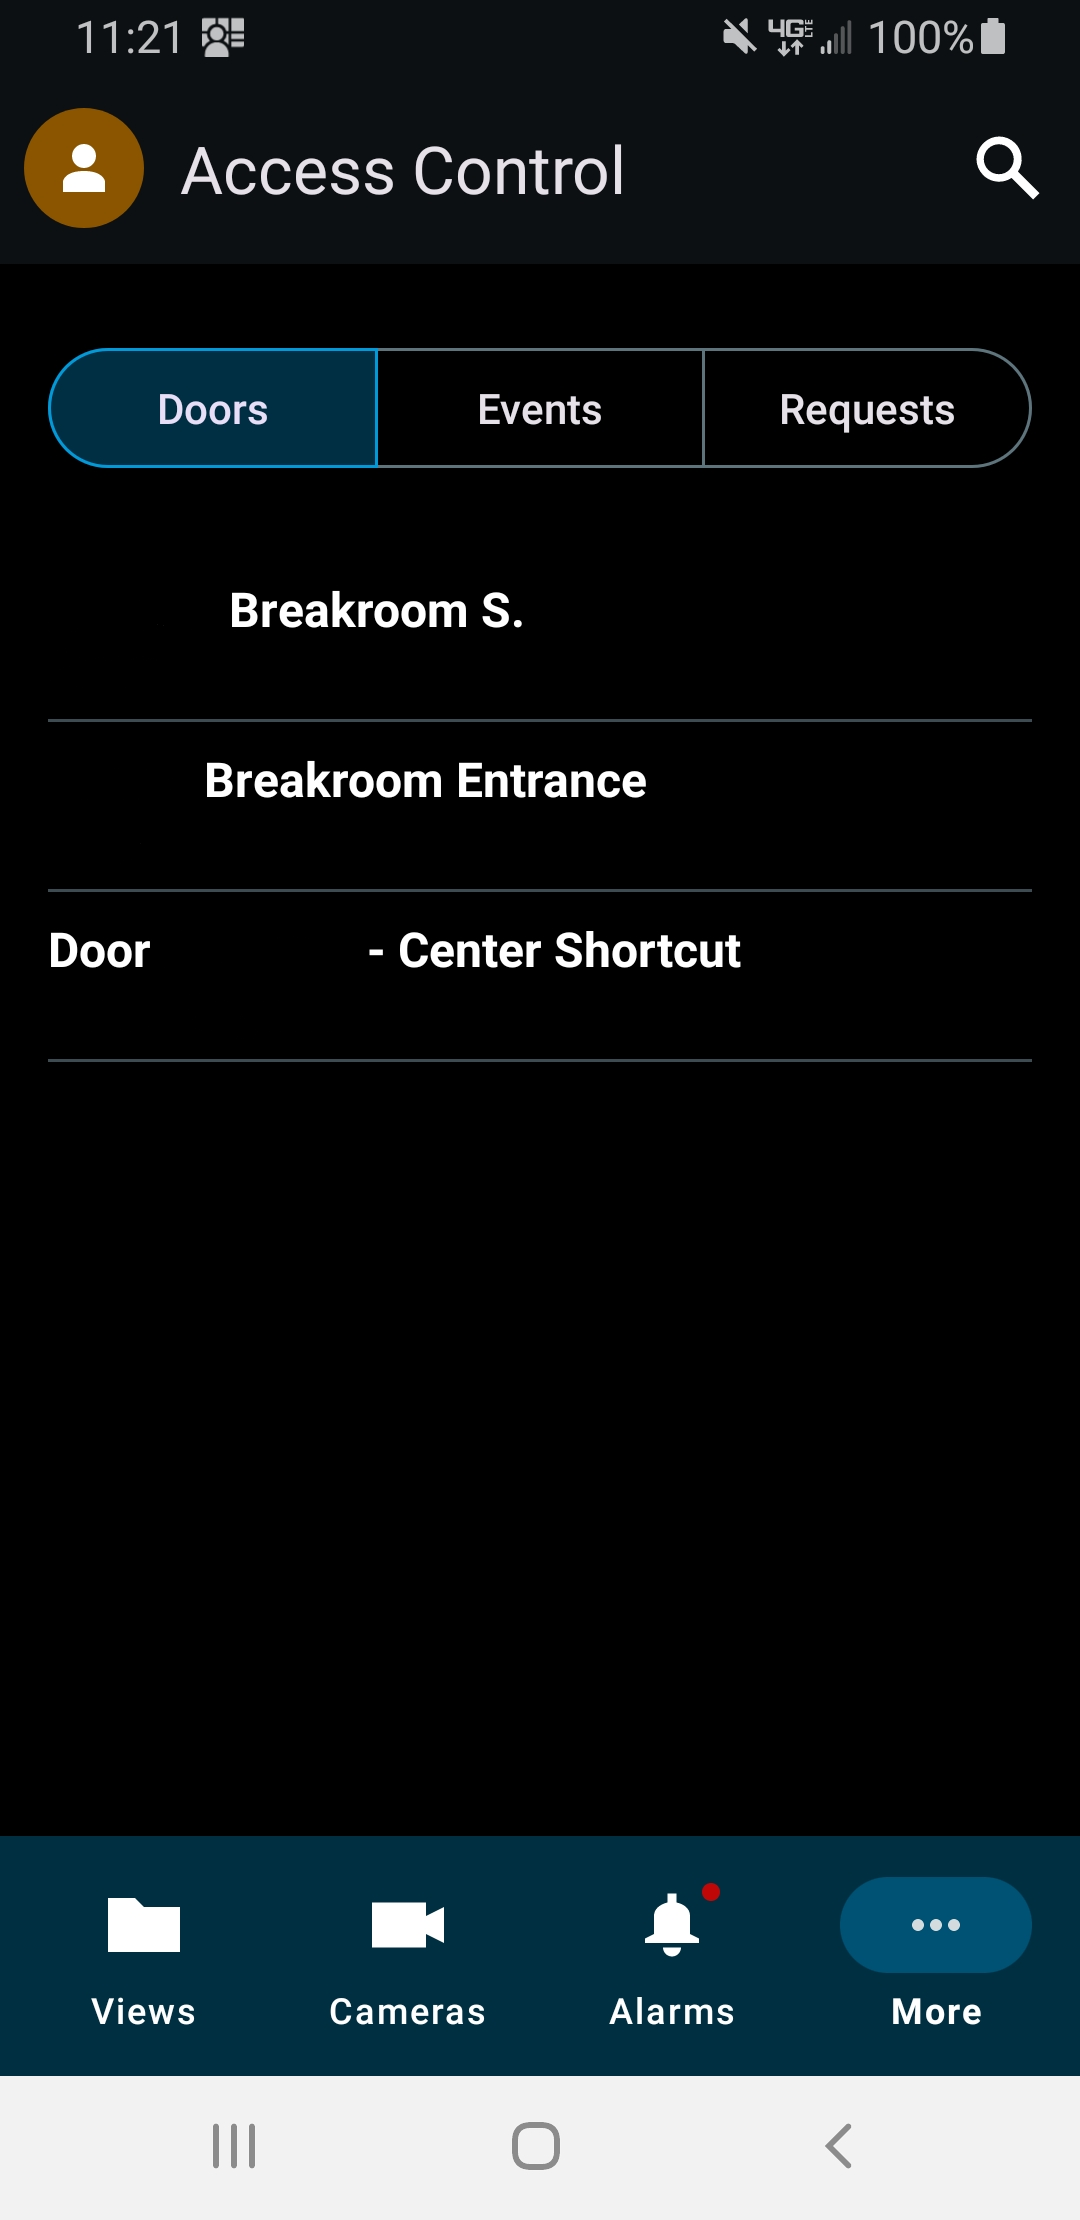 11:21 4G LTE 100%
Access Control
Doors Events Requests
Breakroom S.
Breakroom Entrance
Door - Center Shortcut
Views Cameras Alarms More